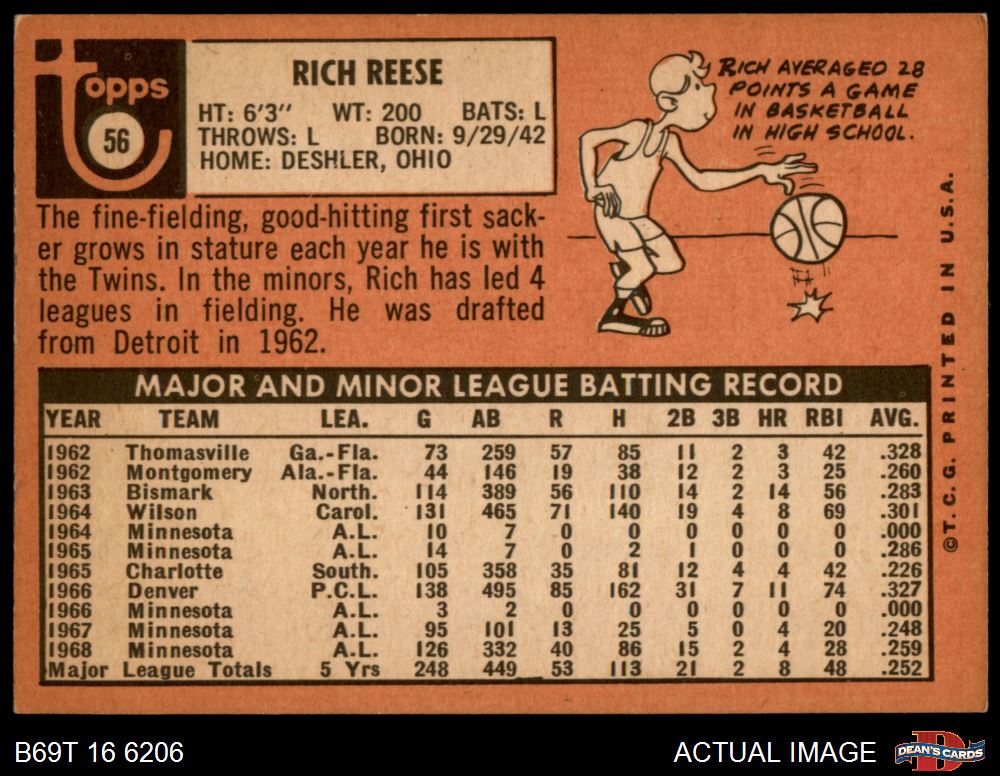 Topps
56
RICH REESE
HT: 6'3" WT: 200 BATS: L
THROWS: L BORN: 9/29/42
HOME: DESHLER, OHIO
RICH AVERAGED 28
POINTS A GAME
IN BASKETBALL
IN HIGH SCHOOL.
The fine-fielding, good-hitting first sack-
er grows in stature each year he is with
the Twins. In the minors, Rich has led 4
leagues in fielding. He was drafted
from Detroit in 1962.
MAJOR AND MINOR LEAGUE BATTING RECORD
YEAR TEAM LEA. G AB R H 2B 3B HR RBI AVG.
1962 Thomasville Ga.-Fla. 73 259 57 85 11 2 3 42 .328
1962 Montgomery Ala.-Fla. 44 146 19 38 12 2 3 25 .260
1963 Bismark North. 114 389 56 110 14 2 14 56 .283
1964 Wilson Carol. 131 465 71 140 19 4 8 69 .301
1964 Minnesota A.L. 10 7 0 0 0 0 0 0 .000
1965 Minnesota A.L. 14 7 0 2 1 0 0 0 .286
1965 Charlotte South. 105 358 35 81 12 4 4 42 .226
1966 Denver P.C.L. 138 495 85 162 31 7 11 74 .327
1966 Minnesota A.L. 3 2 0 0 0 0 0 0 .000
1967 Minnesota A.L. 95 101 13 25 5 0 4 20 .248
1968 Minnesota A.L. 126 332 40 86 15 2 4 28 .259
Major League Totals 5 Yrs 248 449 53 113 21 2 8 48 .252
©T.C.G. PRINTED IN U.S.A.
B69T 16 6206
ACTUAL IMAGE
DEAN'S CARDS